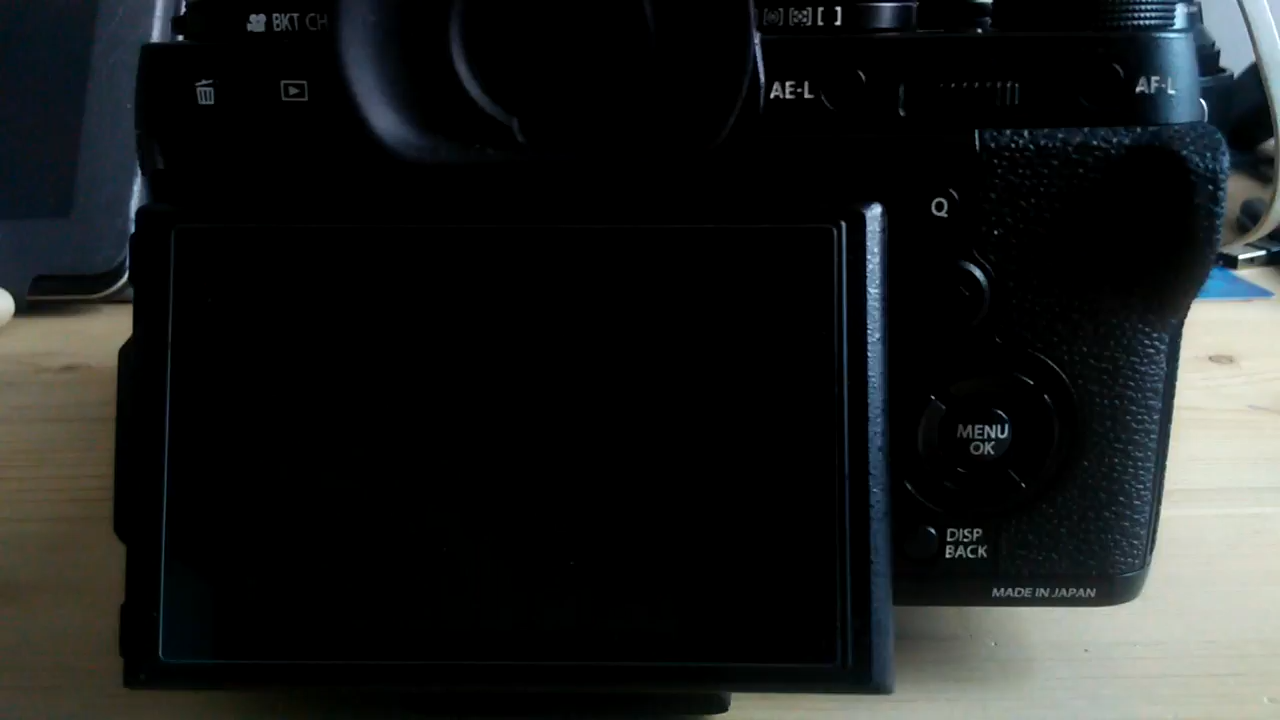 BKT CH
AE-L
AF-L
Q
MENU
OK
DISP
BACK
MADE IN JAPAN